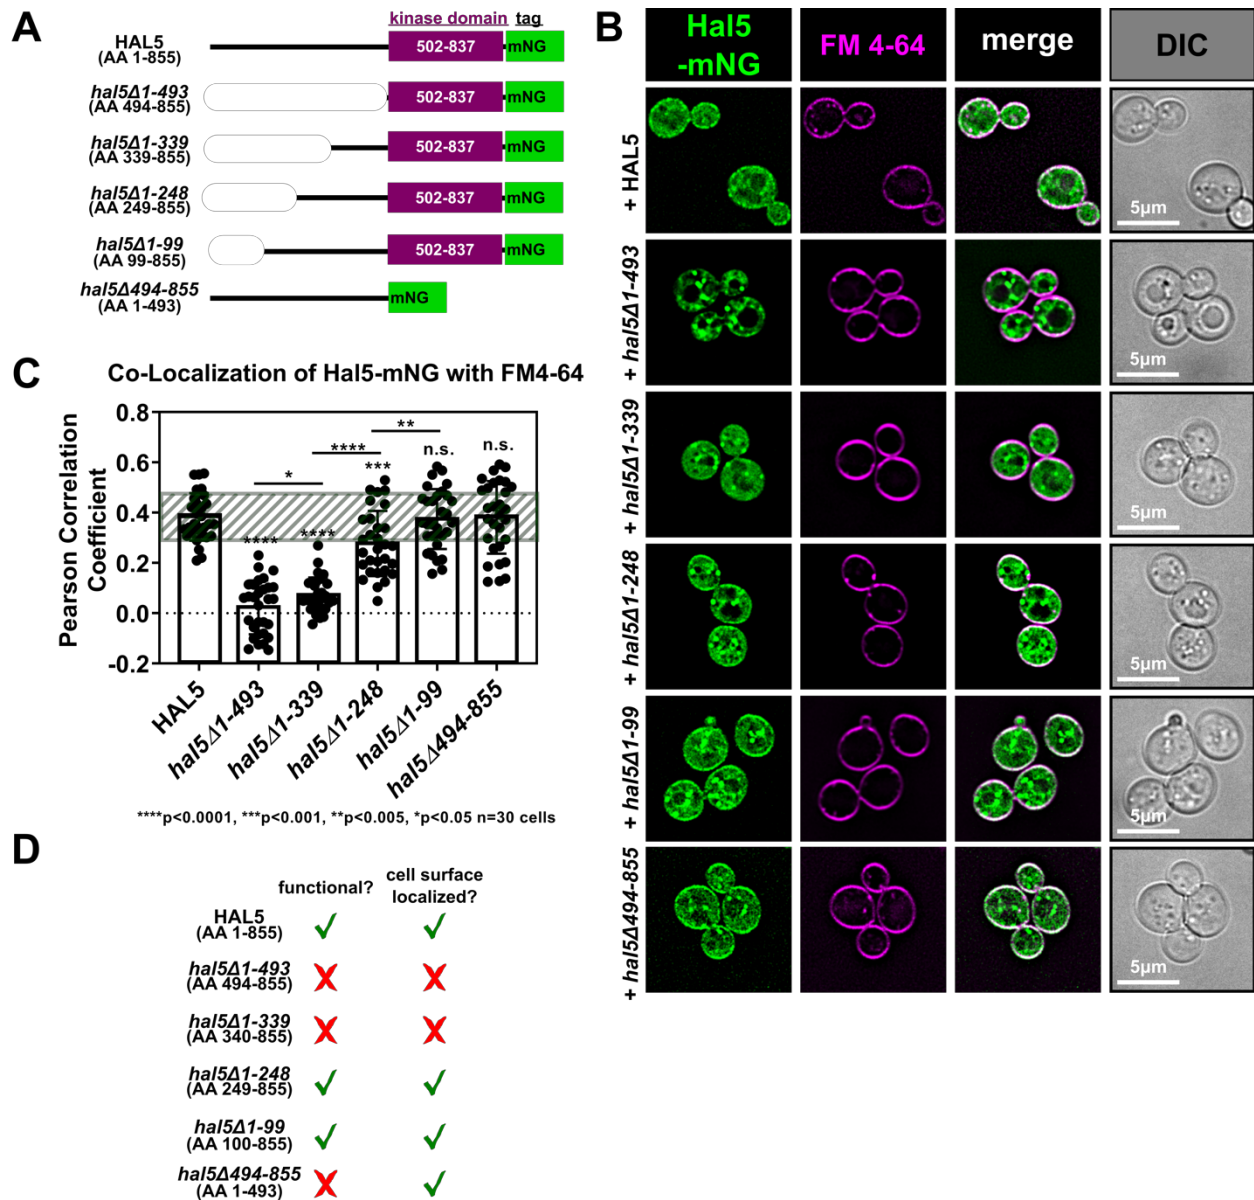 A
kinase domain tag
HAL5
(AA 1-855)
502-837
mNG
hal5Δ1-493
(AA 494-855)
502-837
mNG
hal5Δ1-339
(AA 339-855)
502-837
mNG
hal5Δ1-248
(AA 249-855)
502-837
mNG
hal5Δ1-99
(AA 99-855)
502-837
mNG
hal5Δ494-855
(AA 1-493)
mNG
B
Hal5
-mNG
FM 4-64
merge
DIC
+ HAL5
5µm
+ hal5Δ1-493
5µm
+ hal5Δ1-339
5µm
+ hal5Δ1-248
5µm
+ hal5Δ1-99
5µm
+ hal5Δ494-855
5µm
C
Co-Localization of Hal5-mNG with FM4-64
Pearson Correlation
Coefficient
0.8
0.6
0.4
0.2
0.0
-0.2
**
n.s.
n.s.
****
***
*
****
****
HAL5
hal5Δ1-493
hal5Δ1-339
hal5Δ1-248
hal5Δ1-99
hal5Δ494-855
****p<0.0001, ***p<0.001, **p<0.005, *p<0.05 n=30 cells
D
functional?
cell surface
localized?
HAL5
(AA 1-855)
hal5Δ1-493
(AA 494-855)
hal5Δ1-339
(AA 340-855)
hal5Δ1-248
(AA 249-855)
hal5Δ1-99
(AA 100-855)
hal5Δ494-855
(AA 1-493)